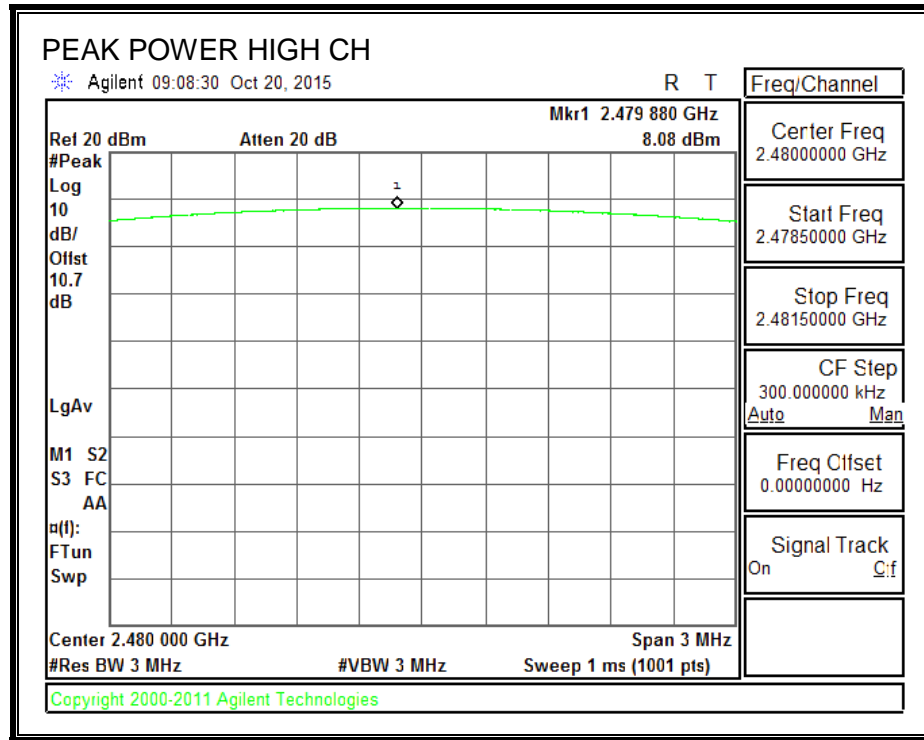 PEAK POWER HIGH CH
Agilent 09:08:30 Oct 20, 2015 R T
Mkr1 2.479 880 GHz
Ref 20 dBm Atten 20 dB 8.08 dBm
#Peak
Log
10
dB/
Offst
10.7
dB
1
LgAv
M1 S2
S3 FC
AA
¤(f):
FTun
Swp
Center 2.480 000 GHz Span 3 MHz
#Res BW 3 MHz #VBW 3 MHz Sweep 1 ms (1001 pts)
Copyright 2000-2011 Agilent Technologies
Freq/Channel
Center Freq
2.48000000 GHz
Start Freq
2.47850000 GHz
Stop Freq
2.48150000 GHz
CF Step
300.000000 kHz
Auto Man
Freq Offset
0.00000000 Hz
Signal Track
On Off